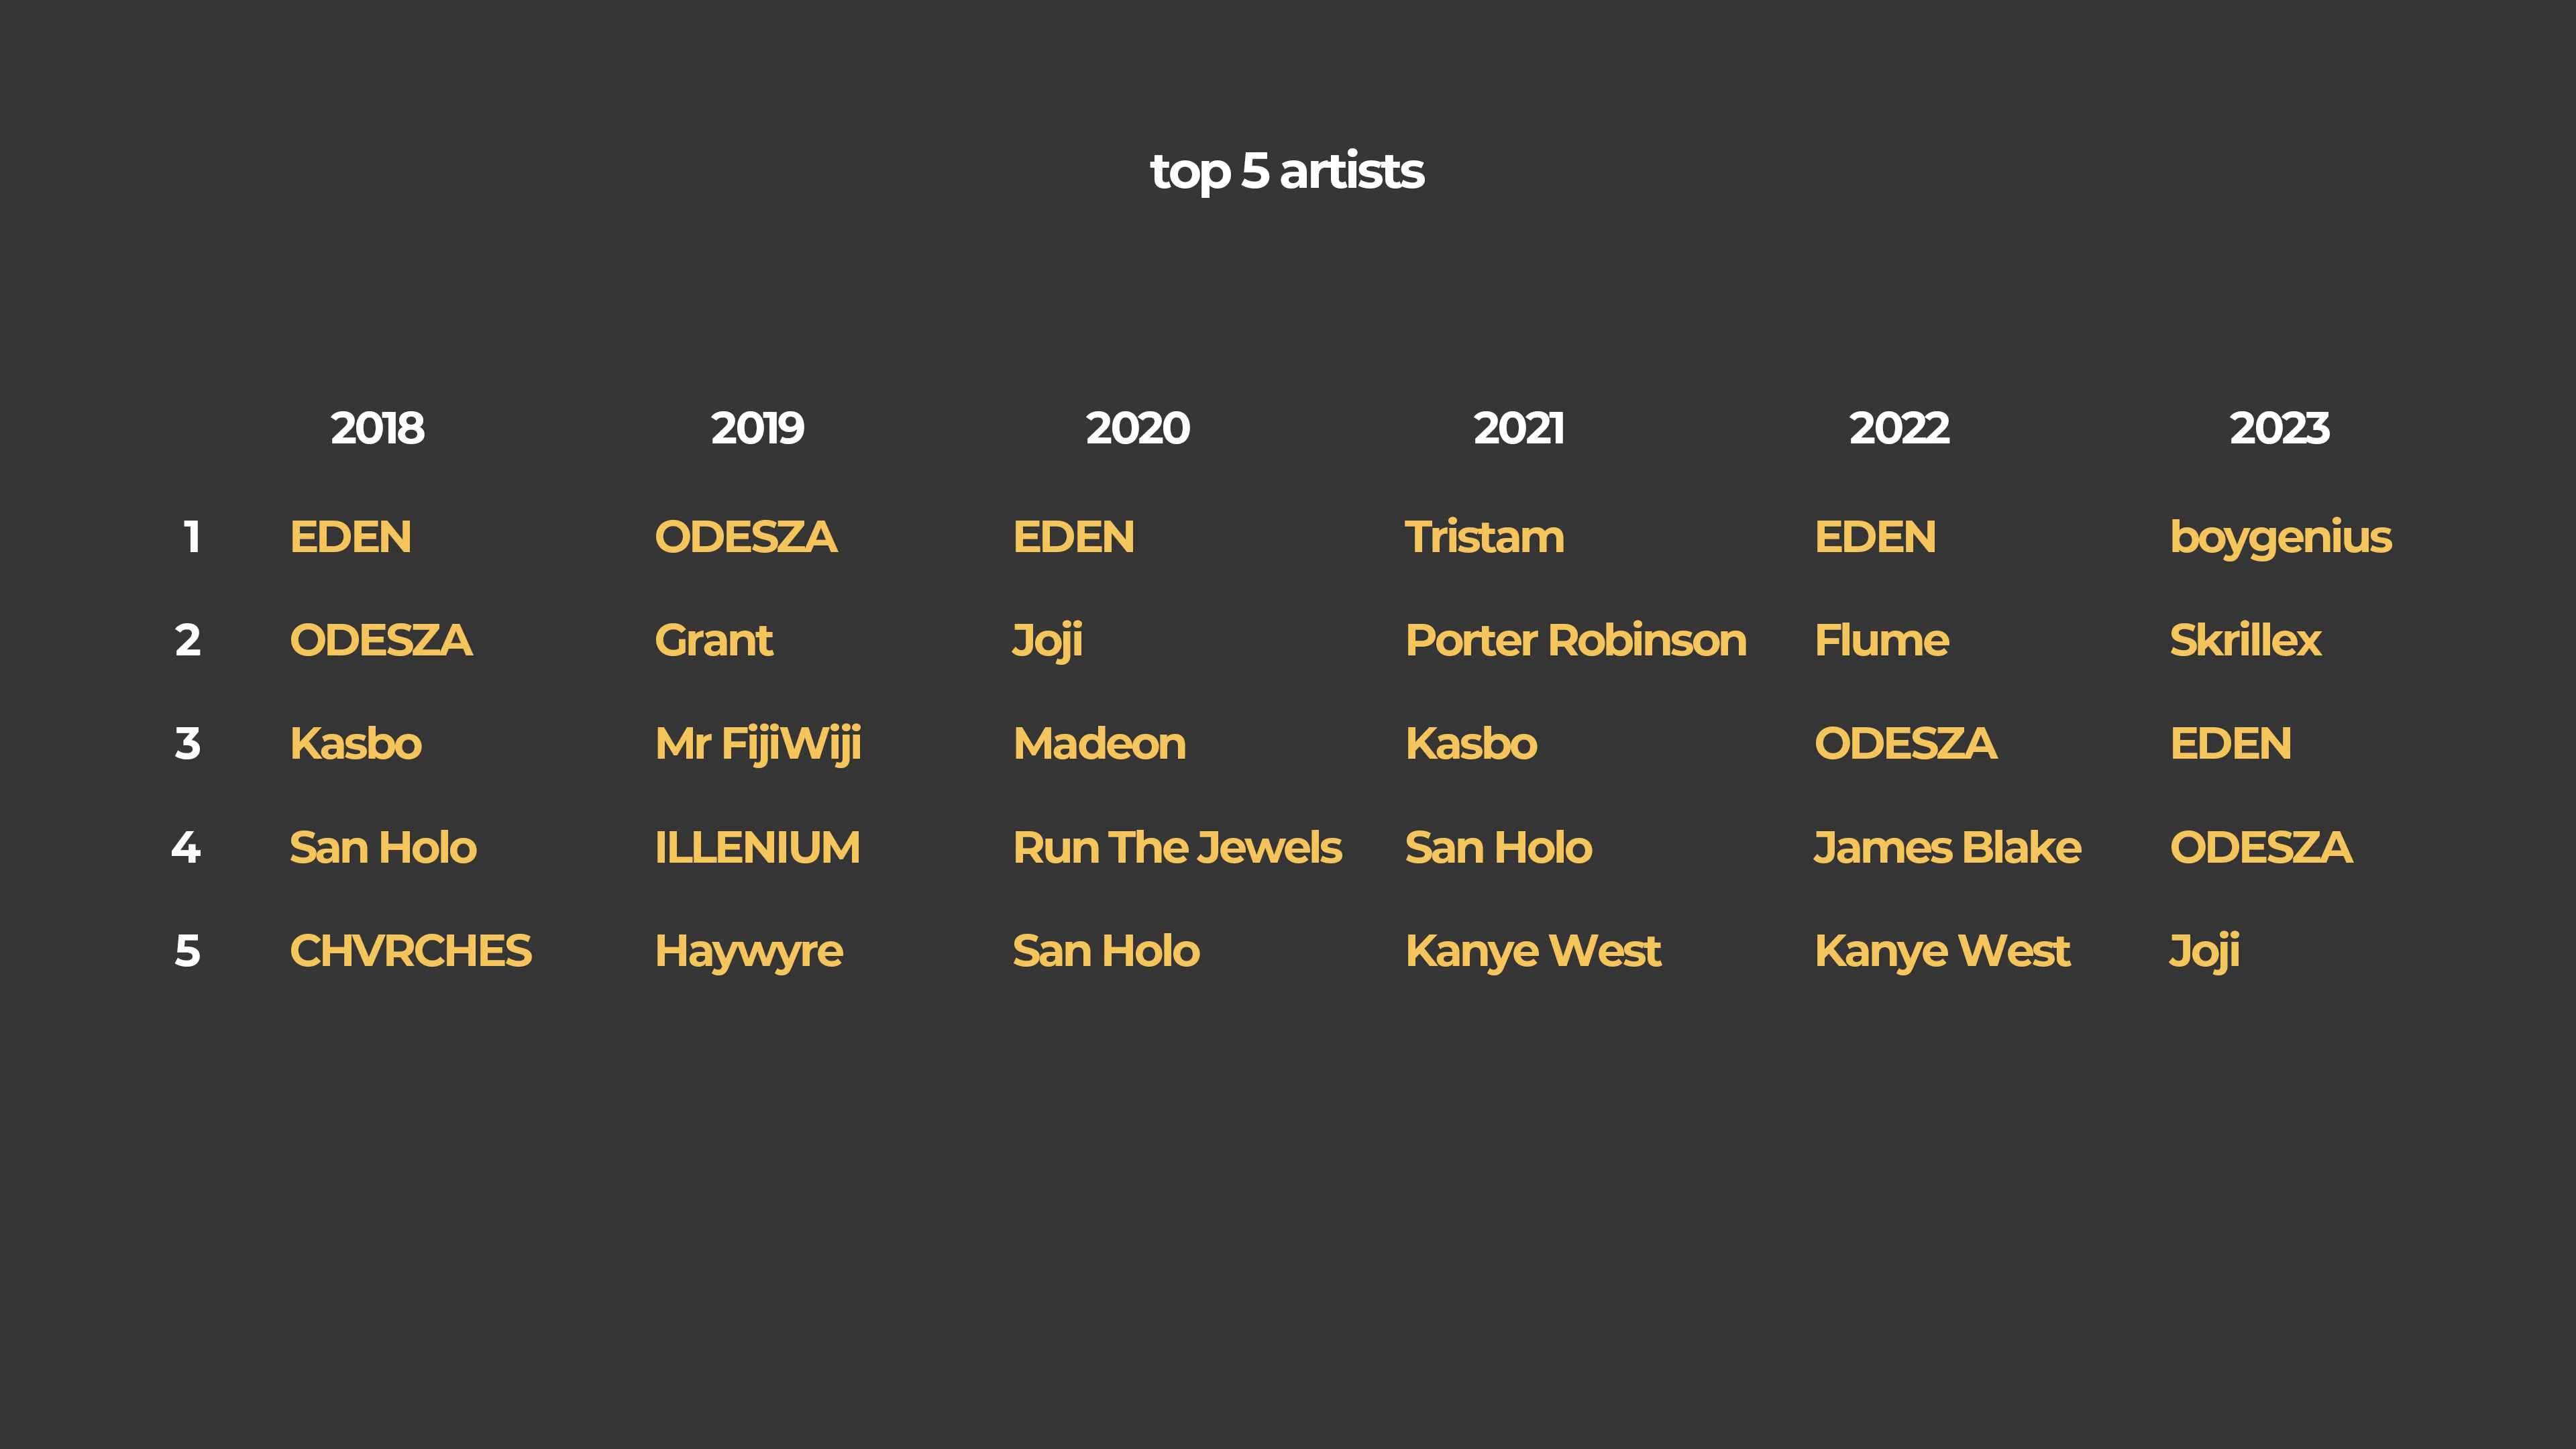 top 5 artists
2018 2019 2020 2021 2022 2023
1 EDEN ODESZA EDEN Tristam EDEN boygenius
2 ODESZA Grant Joji Porter Robinson Flume Skrillex
3 Kasbo Mr FijiWiji Madeon Kasbo ODESZA EDEN
4 San Holo ILLENIUM Run The Jewels San Holo James Blake ODESZA
5 CHVRCHES Haywyre San Holo Kanye West Kanye West Joji